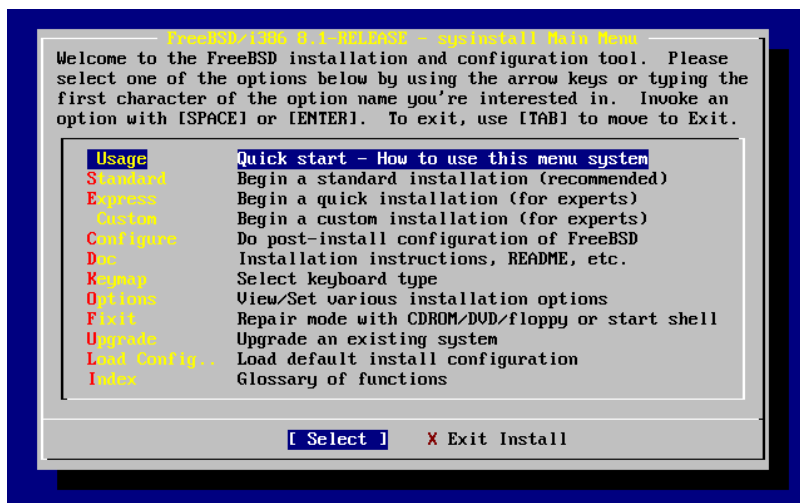 FreeBSD/i386 8.1-RELEASE - sysinstall Main Menu
Welcome to the FreeBSD installation and configuration tool.  Please
select one of the options below by using the arrow keys or typing the
first character of the option name you're interested in.  Invoke an
option with [SPACE] or [ENTER].  To exit, use [TAB] to move to Exit.
Usage Quick start - How to use this menu system
Standard Begin a standard installation (recommended)
Express Begin a quick installation (for experts)
Custom Begin a custom installation (for experts)
Configure Do post-install configuration of FreeBSD
Doc Installation instructions, README, etc.
Keymap Select keyboard type
Options View/Set various installation options
Fixit Repair mode with CDROM/DVD/floppy or start shell
Upgrade Upgrade an existing system
Load Config.. Load default install configuration
Index Glossary of functions
[ Select ] X Exit Install